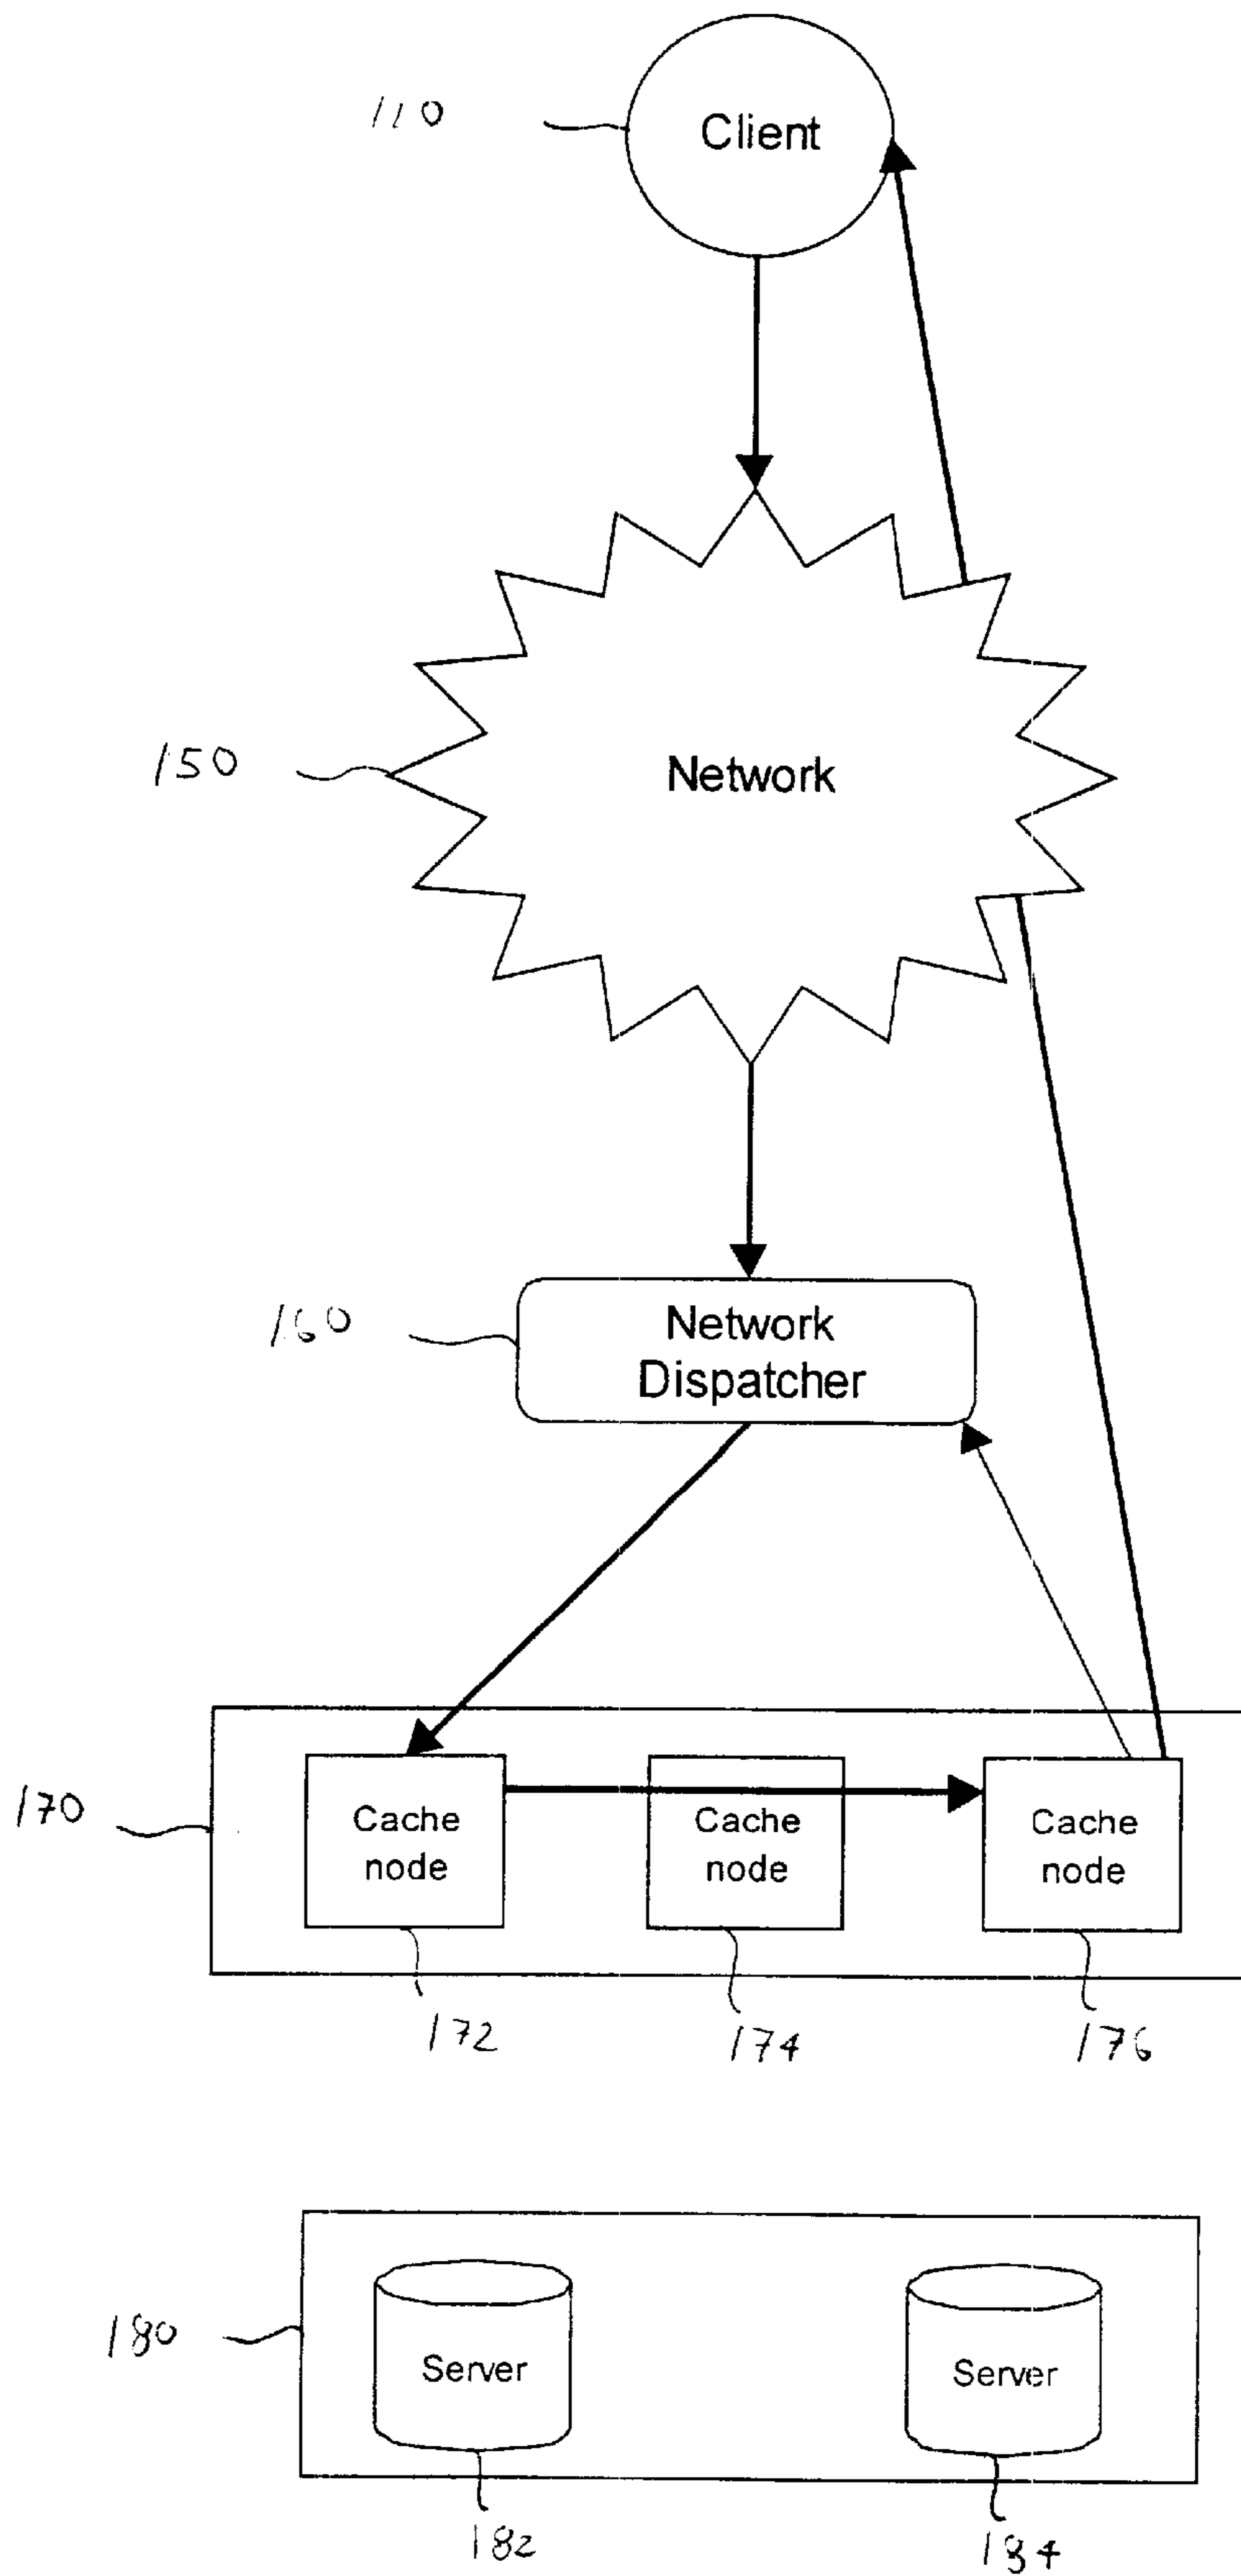 110
Client
150
Network
160
Network
Dispatcher
170
Cache
node
Cache
node
Cache
node
172
174
176
180
Server
Server
182
184